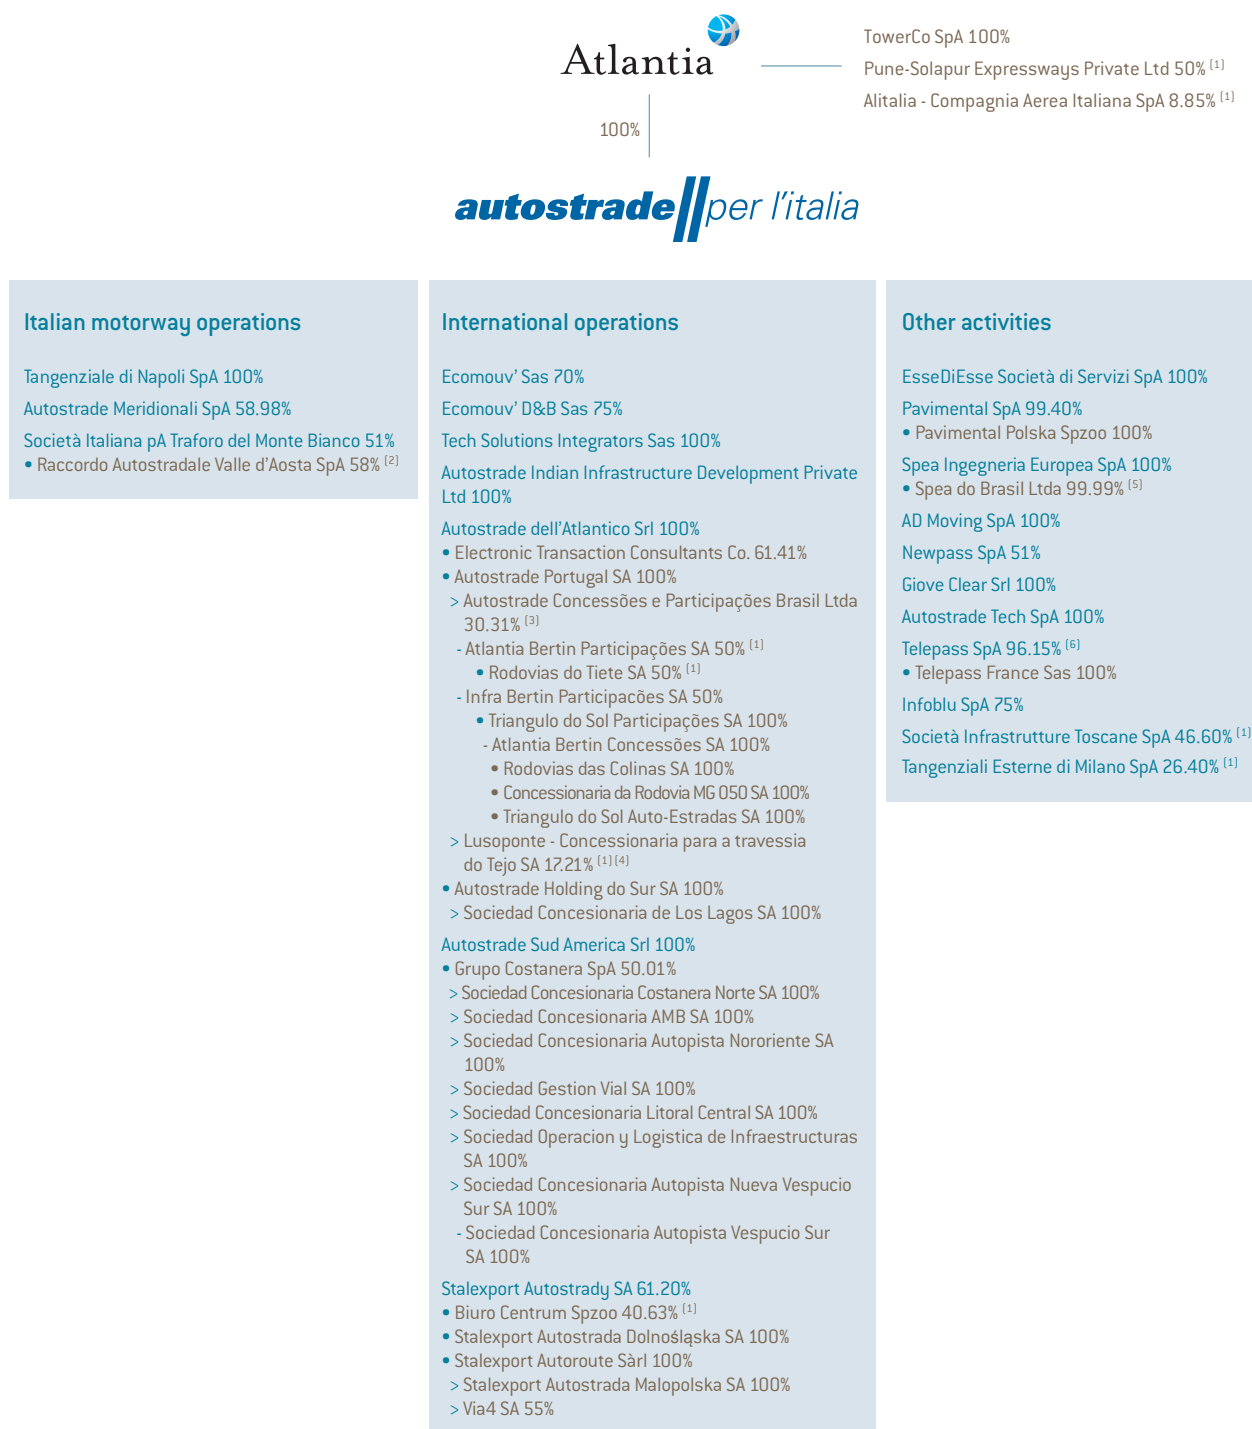 Atlantia
TowerCo SpA 100%
Pune-Solapur Expressways Private Ltd 50% (1)
Alitalia - Compagnia Aerea Italiana SpA 8.85% (1)
100%
autostrade per l'italia
Italian motorway operations
Tangenziale di Napoli SpA 100%
Autostrade Meridionali SpA 58.98%
Società Italiana pA Traforo del Monte Bianco 51%
• Raccordo Autostradale Valle d'Aosta SpA 58% (2)
International operations
Ecomouv' Sas 70%
Ecomouv' D&B Sas 75%
Tech Solutions Integrators Sas 100%
Autostrade Indian Infrastructure Development Private
Ltd 100%
Autostrade dell'Atlantico Srl 100%
• Electronic Transaction Consultants Co. 61.41%
• Autostrade Portugal SA 100%
> Autostrade Concessões e Participações Brasil Ltda
30.31% (3)
- Atlantia Bertin Participações SA 50% (1)
• Rodovias do Tiete SA 50% (1)
- Infra Bertin Participacões SA 50%
• Triangulo do Sol Participações SA 100%
- Atlantia Bertin Concessões SA 100%
• Rodovias das Colinas SA 100%
• Concessionaria da Rodovia MG 050 SA 100%
• Triangulo do Sol Auto-Estradas SA 100%
> Lusoponte - Concessionaria para a travessia
do Tejo SA 17.21% (1) (4)
• Autostrade Holding do Sur SA 100%
> Sociedad Concesionaria de Los Lagos SA 100%
Autostrade Sud America Srl 100%
• Grupo Costanera SpA 50.01%
> Sociedad Concesionaria Costanera Norte SA 100%
> Sociedad Concesionaria AMB SA 100%
> Sociedad Concesionaria Autopista Nororiente SA
100%
> Sociedad Gestion Vial SA 100%
> Sociedad Concesionaria Litoral Central SA 100%
> Sociedad Operacion y Logistica de Infraestructuras
SA 100%
> Sociedad Concesionaria Autopista Nueva Vespucio
Sur SA 100%
- Sociedad Concesionaria Autopista Vespucio Sur
SA 100%
Stalexport Autostrady SA 61.20%
• Biuro Centrum Spzoo 40.63% (1)
• Stalexport Autostrada Dolnośląska SA 100%
• Stalexport Autoroute Sàrl 100%
> Stalexport Autostrada Malopolska SA 100%
> Via4 SA 55%
Other activities
EsseDiEsse Società di Servizi SpA 100%
Pavimental SpA 99.40%
• Pavimental Polska Spzoo 100%
Spea Ingegneria Europea SpA 100%
• Spea do Brasil Ltda 99.99% (5)
AD Moving SpA 100%
Newpass SpA 51%
Giove Clear Srl 100%
Autostrade Tech SpA 100%
Telepass SpA 96.15% (6)
• Telepass France Sas 100%
Infoblu SpA 75%
Società Infrastrutture Toscane SpA 46.60% (1)
Tangenziali Esterne di Milano SpA 26.40% (1)